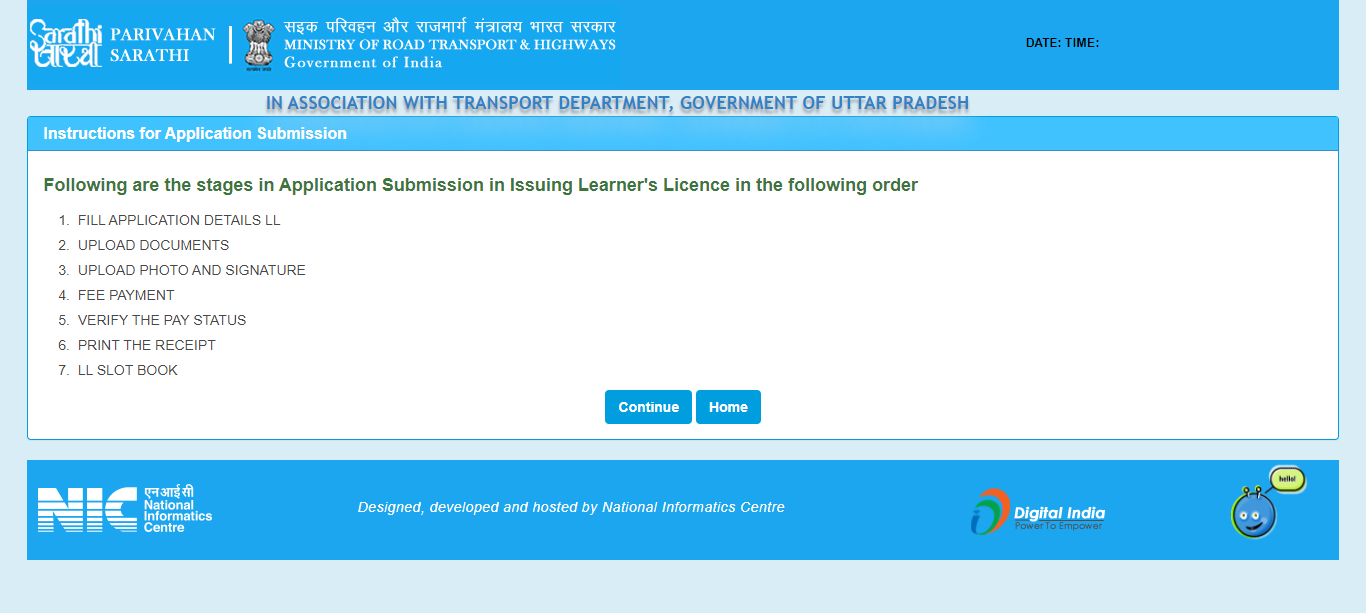 Sarathi
सारथी
PARIVAHAN
SARATHI
सड़क परिवहन और राजमार्ग मंत्रालय भारत सरकार
MINISTRY OF ROAD TRANSPORT & HIGHWAYS
Government of India
DATE: TIME:
IN ASSOCIATION WITH TRANSPORT DEPARTMENT, GOVERNMENT OF UTTAR PRADESH
Instructions for Application Submission
Following are the stages in Application Submission in Issuing Learner's Licence in the following order
1. FILL APPLICATION DETAILS LL
2. UPLOAD DOCUMENTS
3. UPLOAD PHOTO AND SIGNATURE
4. FEE PAYMENT
5. VERIFY THE PAY STATUS
6. PRINT THE RECEIPT
7. LL SLOT BOOK
Continue Home
NIC
एन आई सी
National
Informatics
Centre
Designed, developed and hosted by National Informatics Centre
Digital India
Power To Empower
hello!